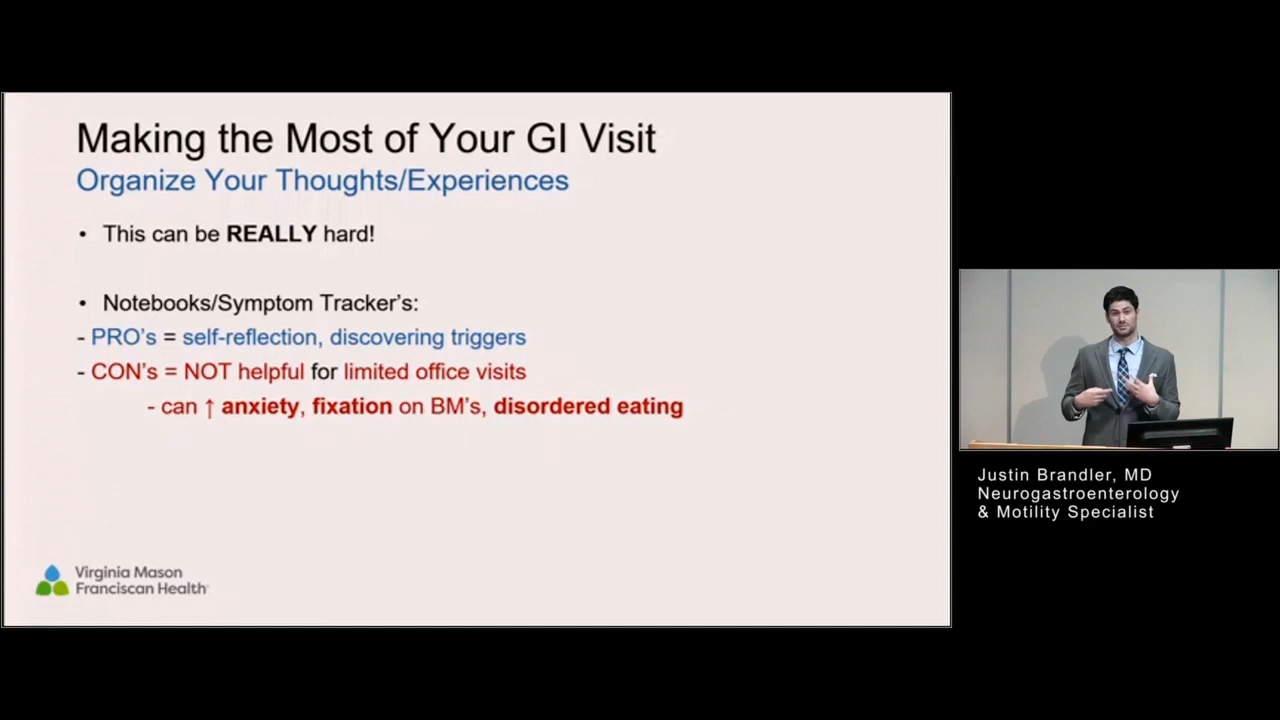 Making the Most of Your GI Visit
Organize Your Thoughts/Experiences
• This can be REALLY hard!
• Notebooks/Symptom Tracker's:
- PRO's = self-reflection, discovering triggers
- CON's = NOT helpful for limited office visits
- can ↑ anxiety, fixation on BM's, disordered eating
Virginia Mason
Franciscan Health
Justin Brandler, MD
Neurogastroenterology
& Motility Specialist